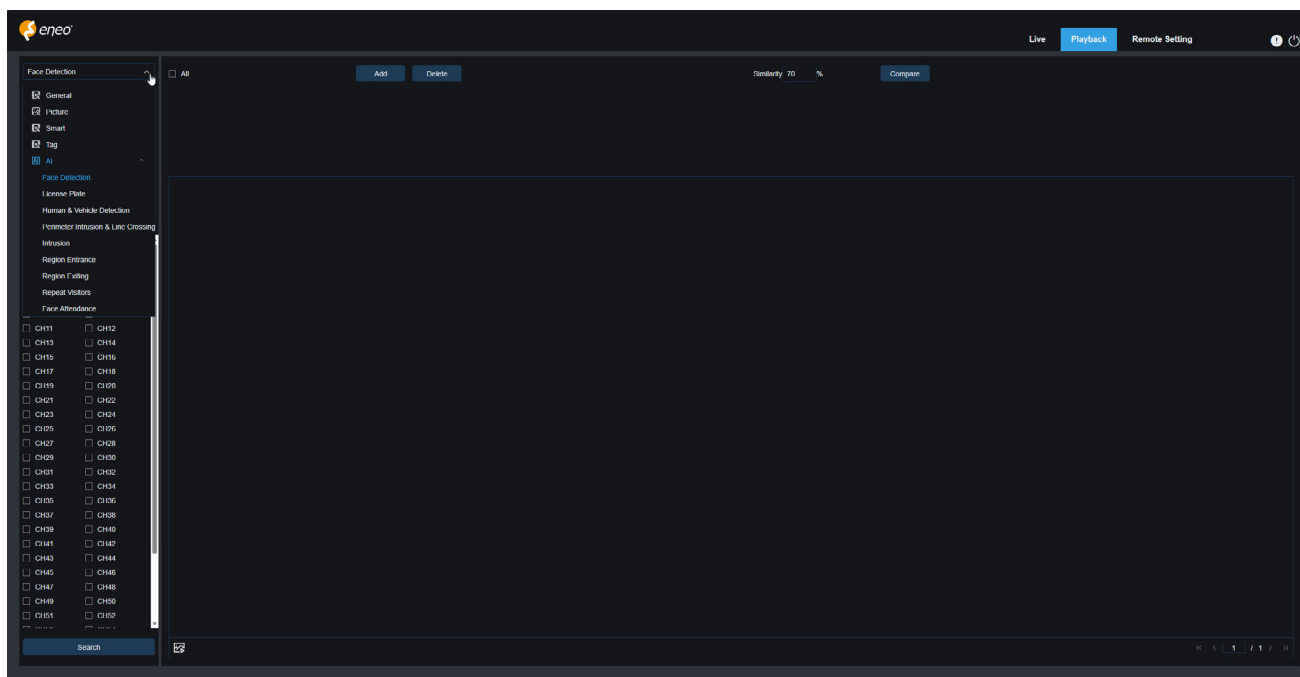 eneo
Live Playback Remote Setting
Face Detection
All Add Delete Similarity 70 % Compare
General
Picture
Smart
Tag
AI
Face Detection
License Plate
Human & Vehicle Detection
Perimeter Intrusion & Line Crossing
Intrusion
Region Entrance
Region Exiting
Repeat Visitors
Face Attendance
CH11 CH12
CH13 CH14
CH15 CH16
CH17 CH18
CH19 CH20
CH21 CH22
CH23 CH24
CH25 CH26
CH27 CH28
CH29 CH30
CH31 CH32
CH33 CH34
CH35 CH36
CH37 CH38
CH39 CH40
CH41 CH42
CH43 CH44
CH45 CH46
CH47 CH48
CH49 CH50
CH51 CH52
Search
1 / 1